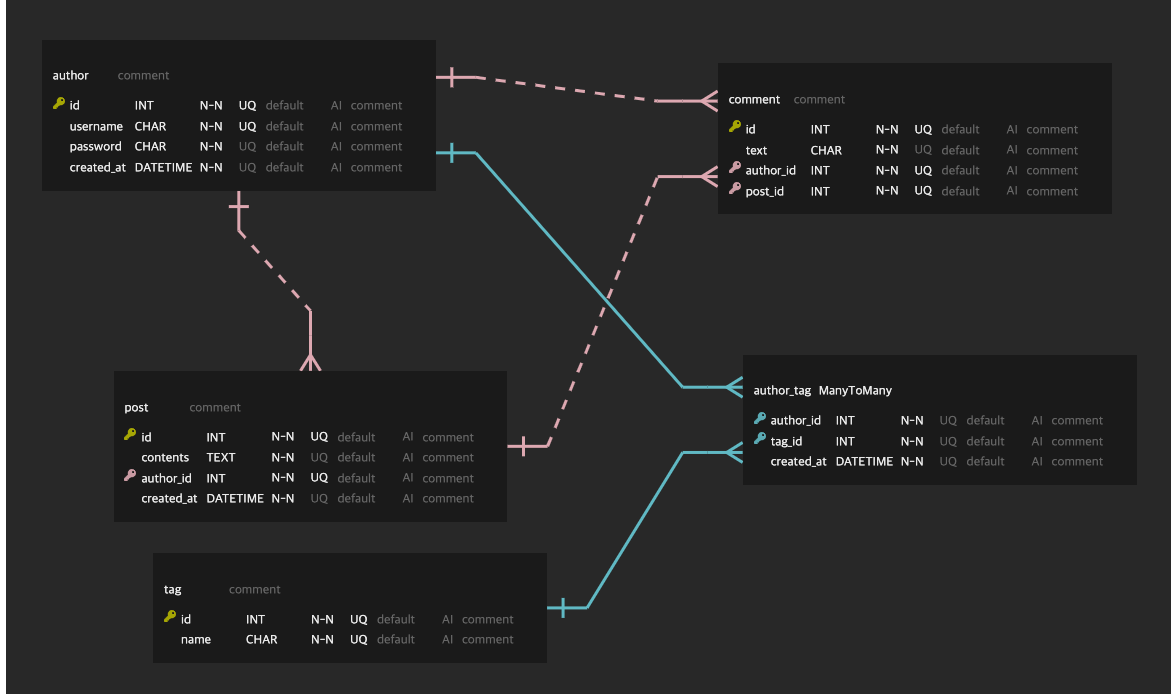 author comment
id INT N-N UQ default AI comment
username CHAR N-N UQ default AI comment
password CHAR N-N UQ default AI comment
created_at DATETIME N-N UQ default AI comment
comment comment
id INT N-N UQ default AI comment
text CHAR N-N UQ default AI comment
author_id INT N-N UQ default AI comment
post_id INT N-N UQ default AI comment
post comment
id INT N-N UQ default AI comment
contents TEXT N-N UQ default AI comment
author_id INT N-N UQ default AI comment
created_at DATETIME N-N UQ default AI comment
author_tag ManyToMany
author_id INT N-N UQ default AI comment
tag_id INT N-N UQ default AI comment
created_at DATETIME N-N UQ default AI comment
tag comment
id INT N-N UQ default AI comment
name CHAR N-N UQ default AI comment